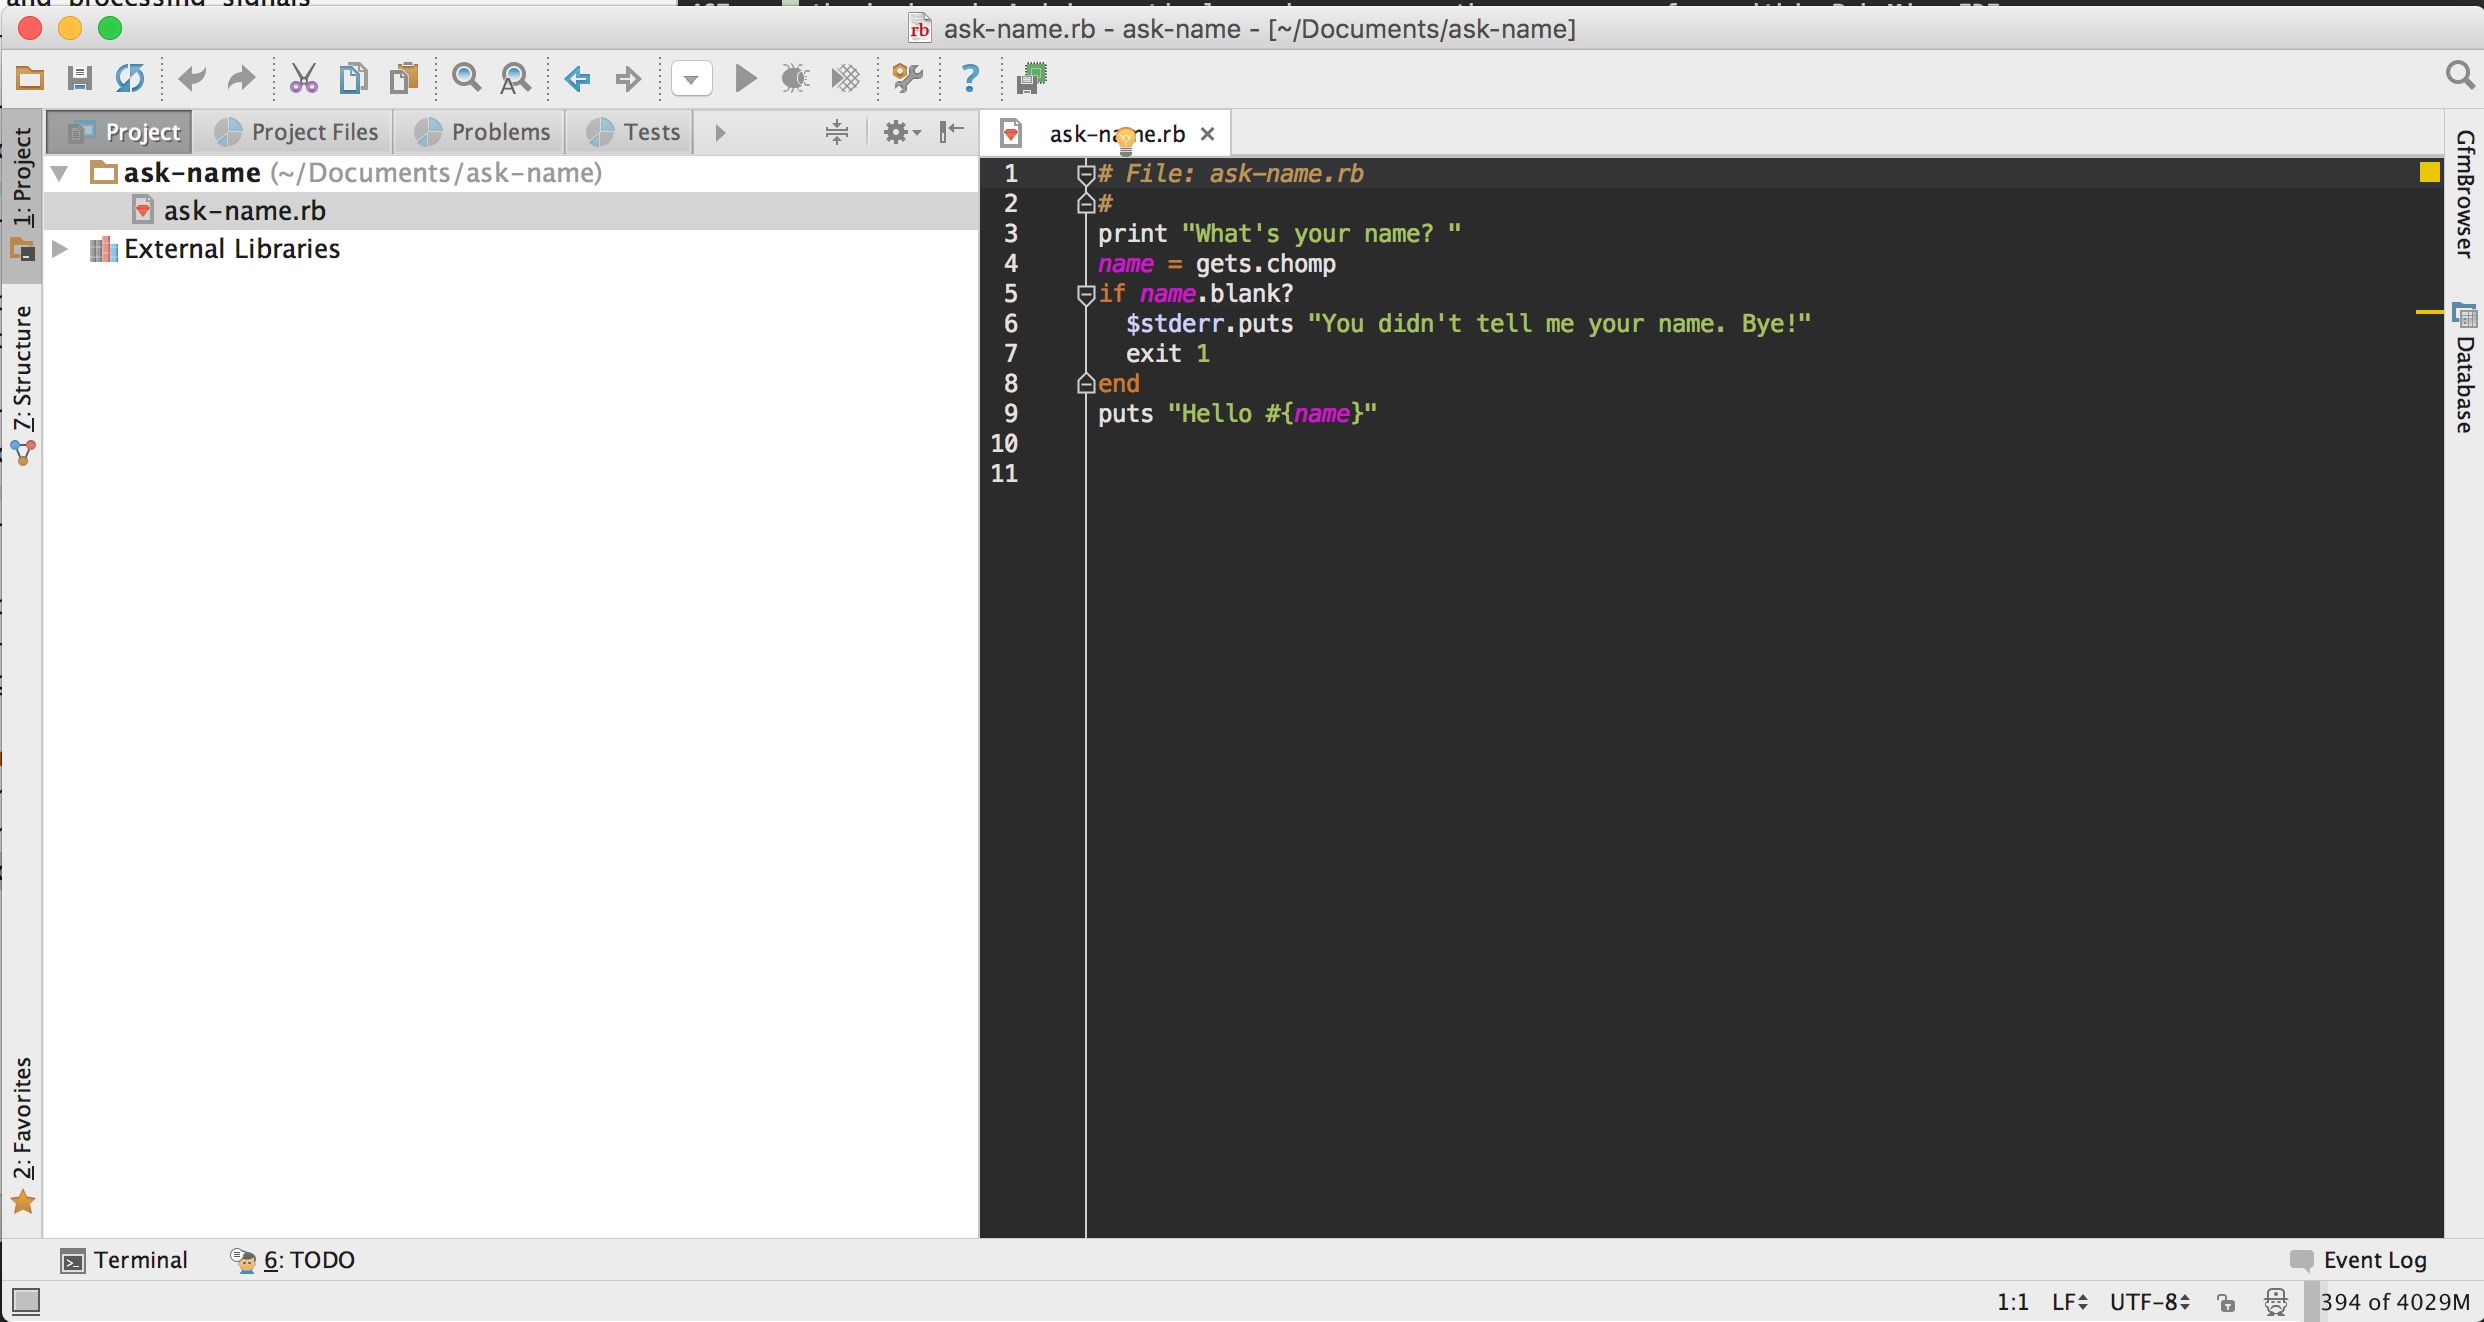 and processing signals
ask-name.rb - ask-name - [~/Documents/ask-name]
Project
Project Files
Problems
Tests
ask-name.rb
1: Project
7: Structure
2: Favorites
ask-name (~/Documents/ask-name)
ask-name.rb
External Libraries
1 # File: ask-name.rb
2 #
3 print "What's your name? "
4 name = gets.chomp
5 if name.blank?
6 $stderr.puts "You didn't tell me your name. Bye!"
7 exit 1
8 end
9 puts "Hello #{name}"
10
11
GfmBrowser
Database
Terminal
6: TODO
Event Log
1:1 LF UTF-8 394 of 4029M